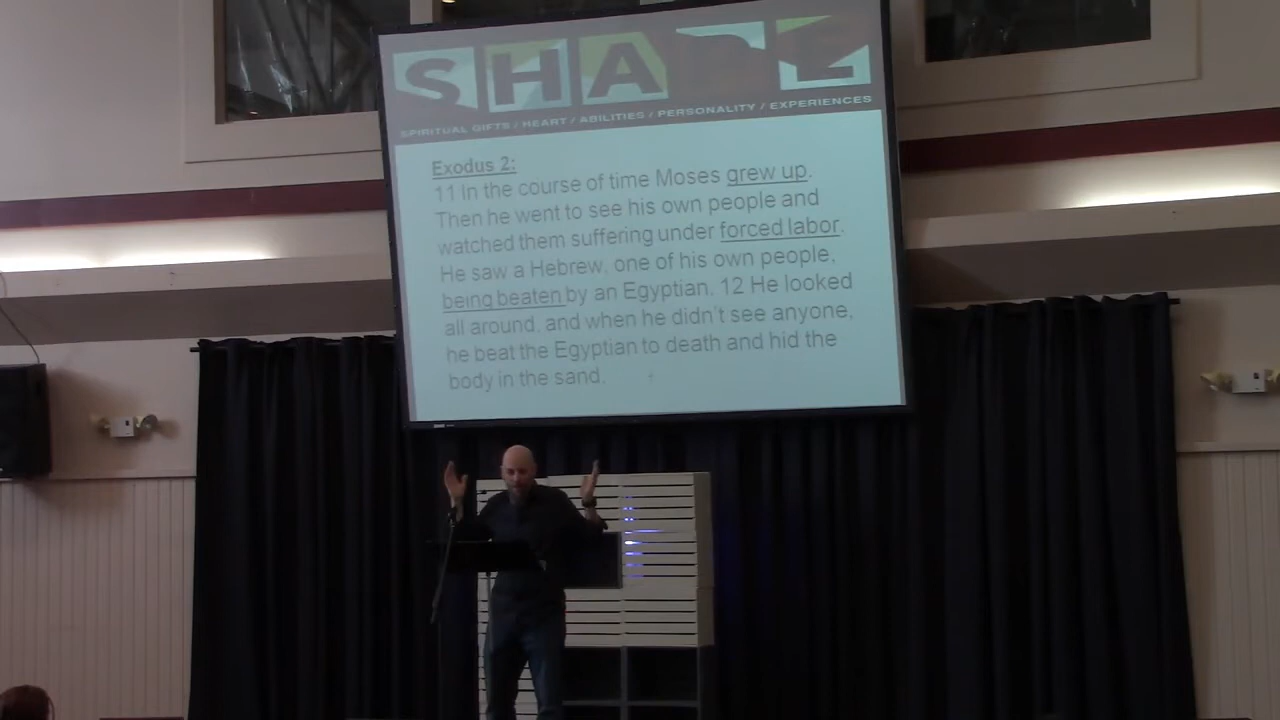 SHAPE
SPIRITUAL GIFTS / HEART / ABILITIES / PERSONALITY / EXPERIENCES
Exodus 2:
11 In the course of time Moses grew up.
Then he went to see his own people and
watched them suffering under forced labor.
He saw a Hebrew, one of his own people,
being beaten by an Egyptian. 12 He looked
all around, and when he didn't see anyone,
he beat the Egyptian to death and hid the
body in the sand.